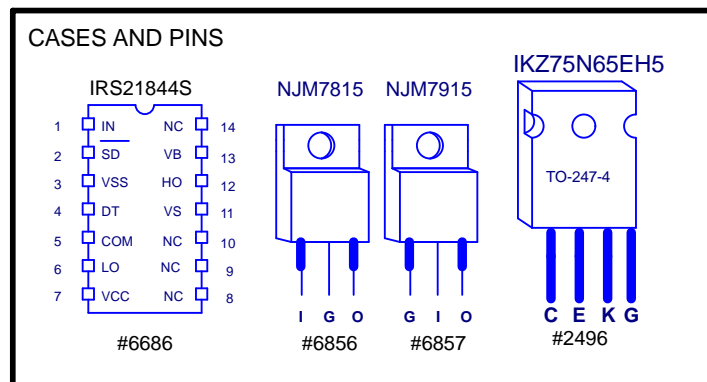 CASES AND PINS
IRS21844S
1 IN NC 14
2 SD VB 13
3 VSS HO 12
4 DT VS 11
5 COM NC 10
6 LO NC 9
7 VCC NC 8
#6686
NJM7815
I G O
#6856
NJM7915
G I O
#6857
IKZ75N65EH5
TO-247-4
C E K G
#2496